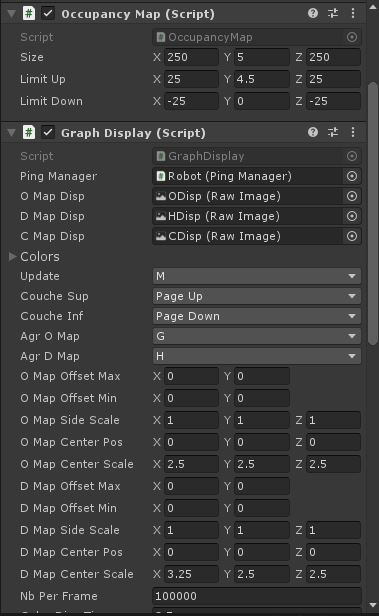 Occupancy Map (Script)
Script OccupancyMap
Size X 250 Y 5 Z 250
Limit Up X 25 Y 4.5 Z 25
Limit Down X -25 Y 0 Z -25
Graph Display (Script)
Script GraphDisplay
Ping Manager Robot (Ping Manager)
O Map Disp ODisp (Raw Image)
D Map Disp HDisp (Raw Image)
C Map Disp CDisp (Raw Image)
Colors
Update M
Couche Sup Page Up
Couche Inf Page Down
Agr O Map G
Agr D Map H
O Map Offset Max X 0 Y 0
O Map Offset Min X 0 Y 0
O Map Side Scale X 1 Y 1 Z 1
O Map Center Pos X 0 Y 0 Z 0
O Map Center Scale X 2.5 Y 2.5 Z 2.5
D Map Offset Max X 0 Y 0
D Map Offset Min X 0 Y 0
D Map Side Scale X 1 Y 1 Z 1
D Map Center Pos X 0 Y 0 Z 0
D Map Center Scale X 3.25 Y 2.5 Z 2.5
Nb Per Frame 100000